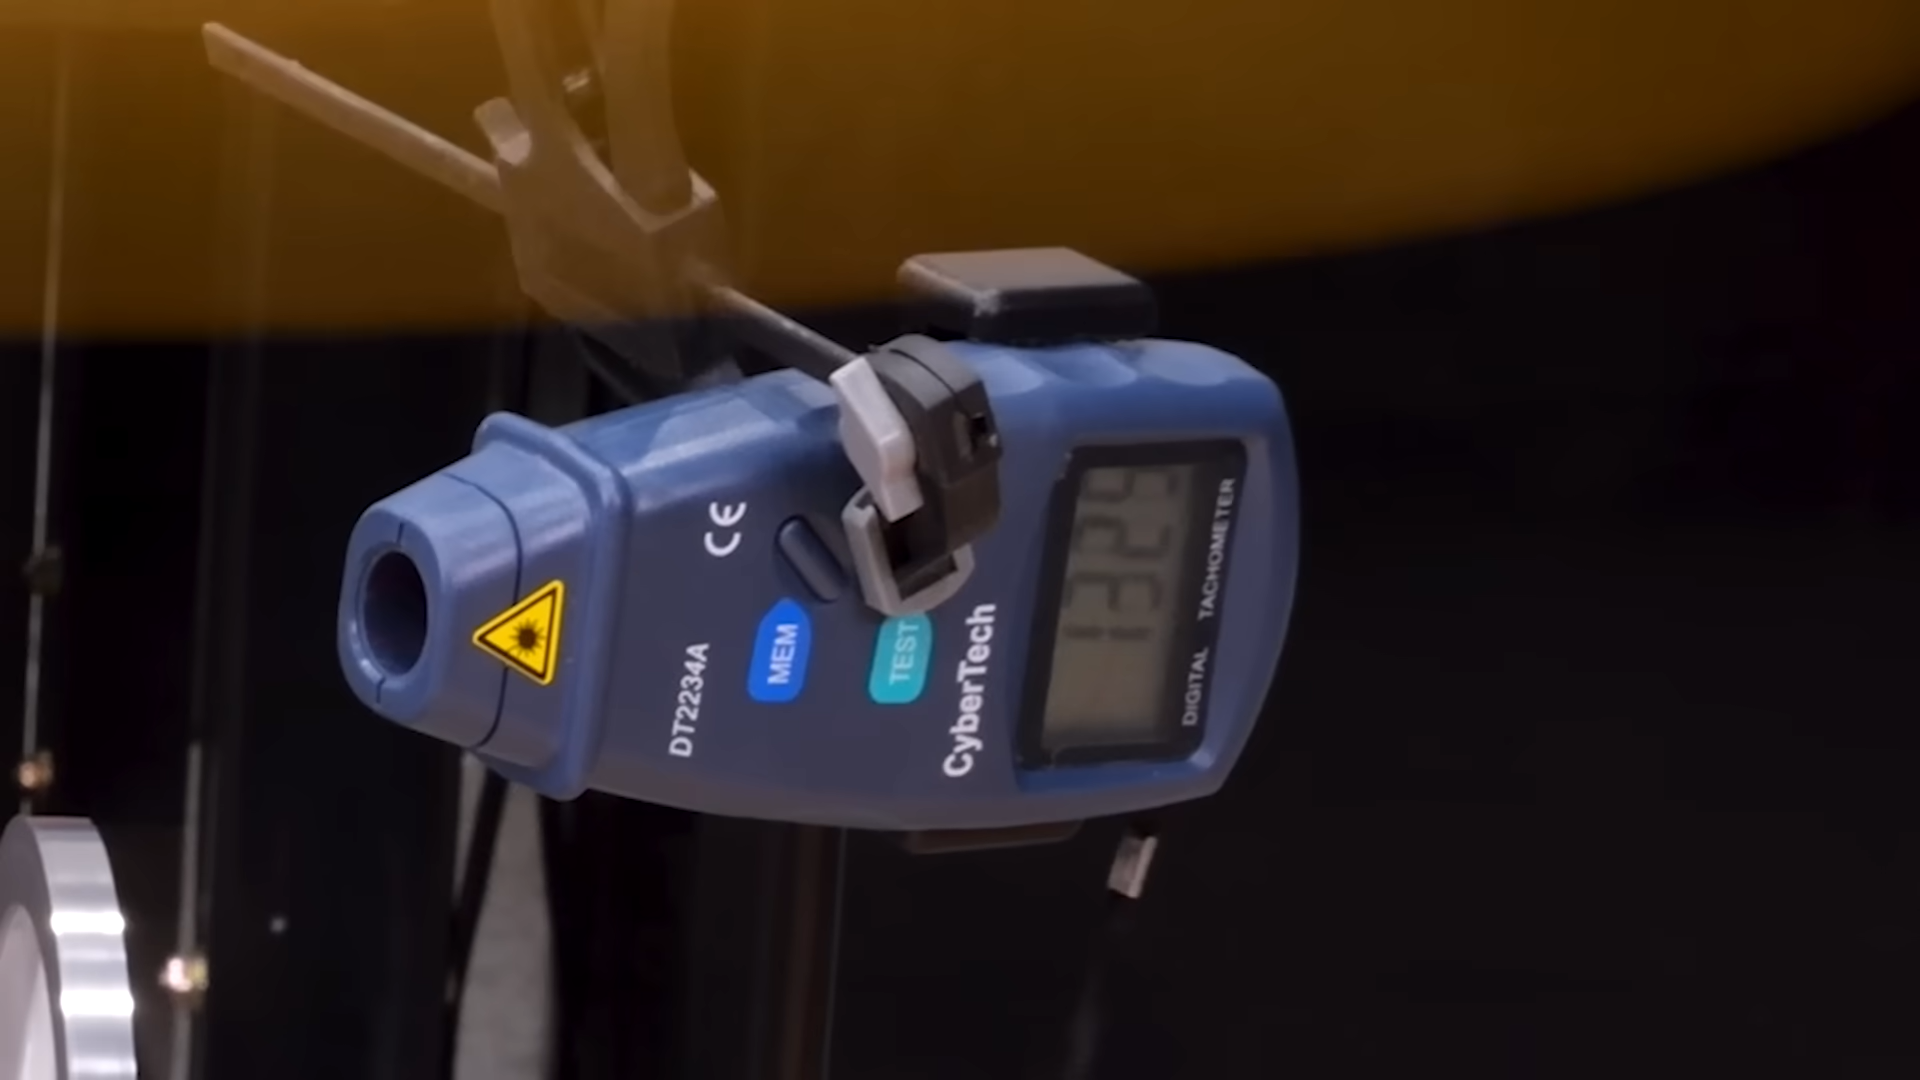 CE
DT2234A
MEM
TEST
CyberTech
DIGITAL TACHOMETER